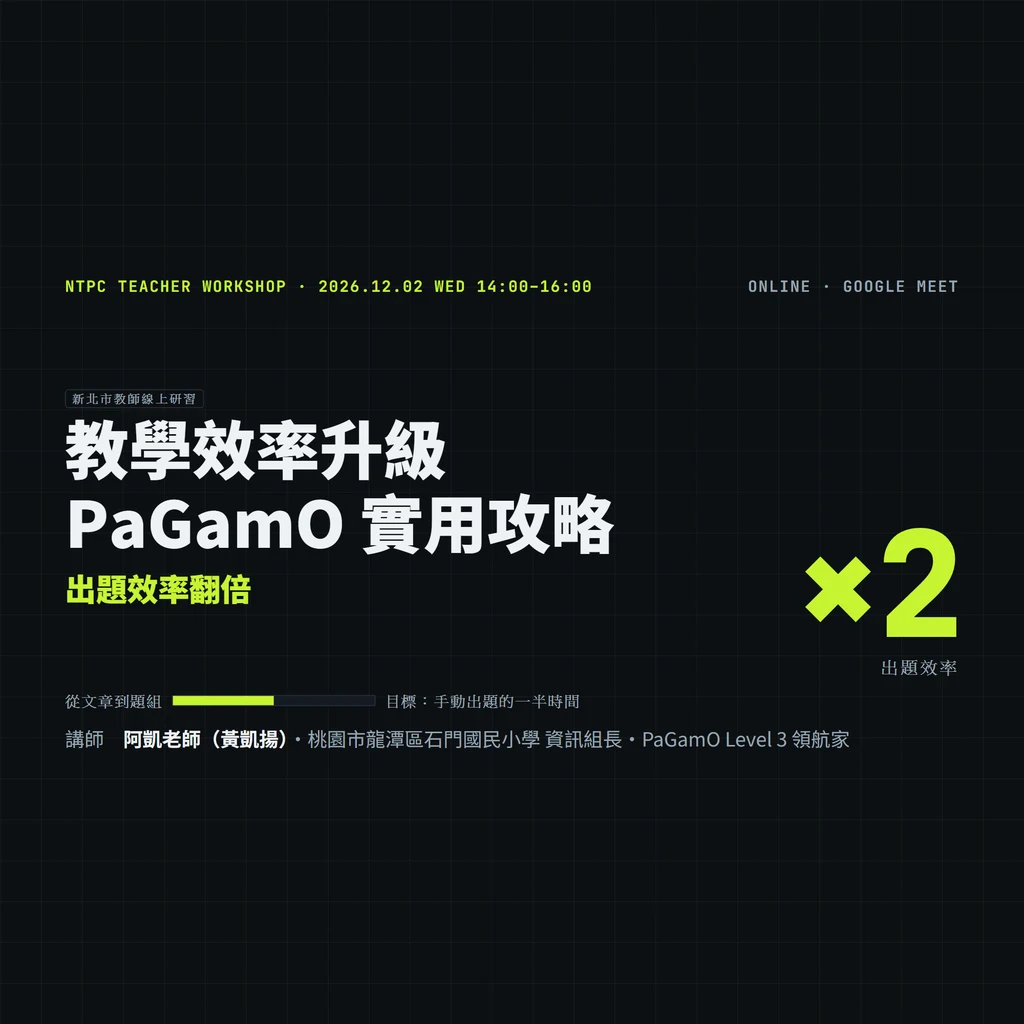 NTPC TEACHER WORKSHOP · 2026.12.02 WED 14:00–16:00
ONLINE · GOOGLE MEET
新北市教師線上研習
教學效率升級
PaGamO 實用攻略
出題效率翻倍
×2
出題效率
從文章到題組 目標：手動出題的一半時間
講師 阿凱老師（黃凱揚）・桃園市龍潭區石門國民小學 資訊組長・PaGamO Level 3 領航家